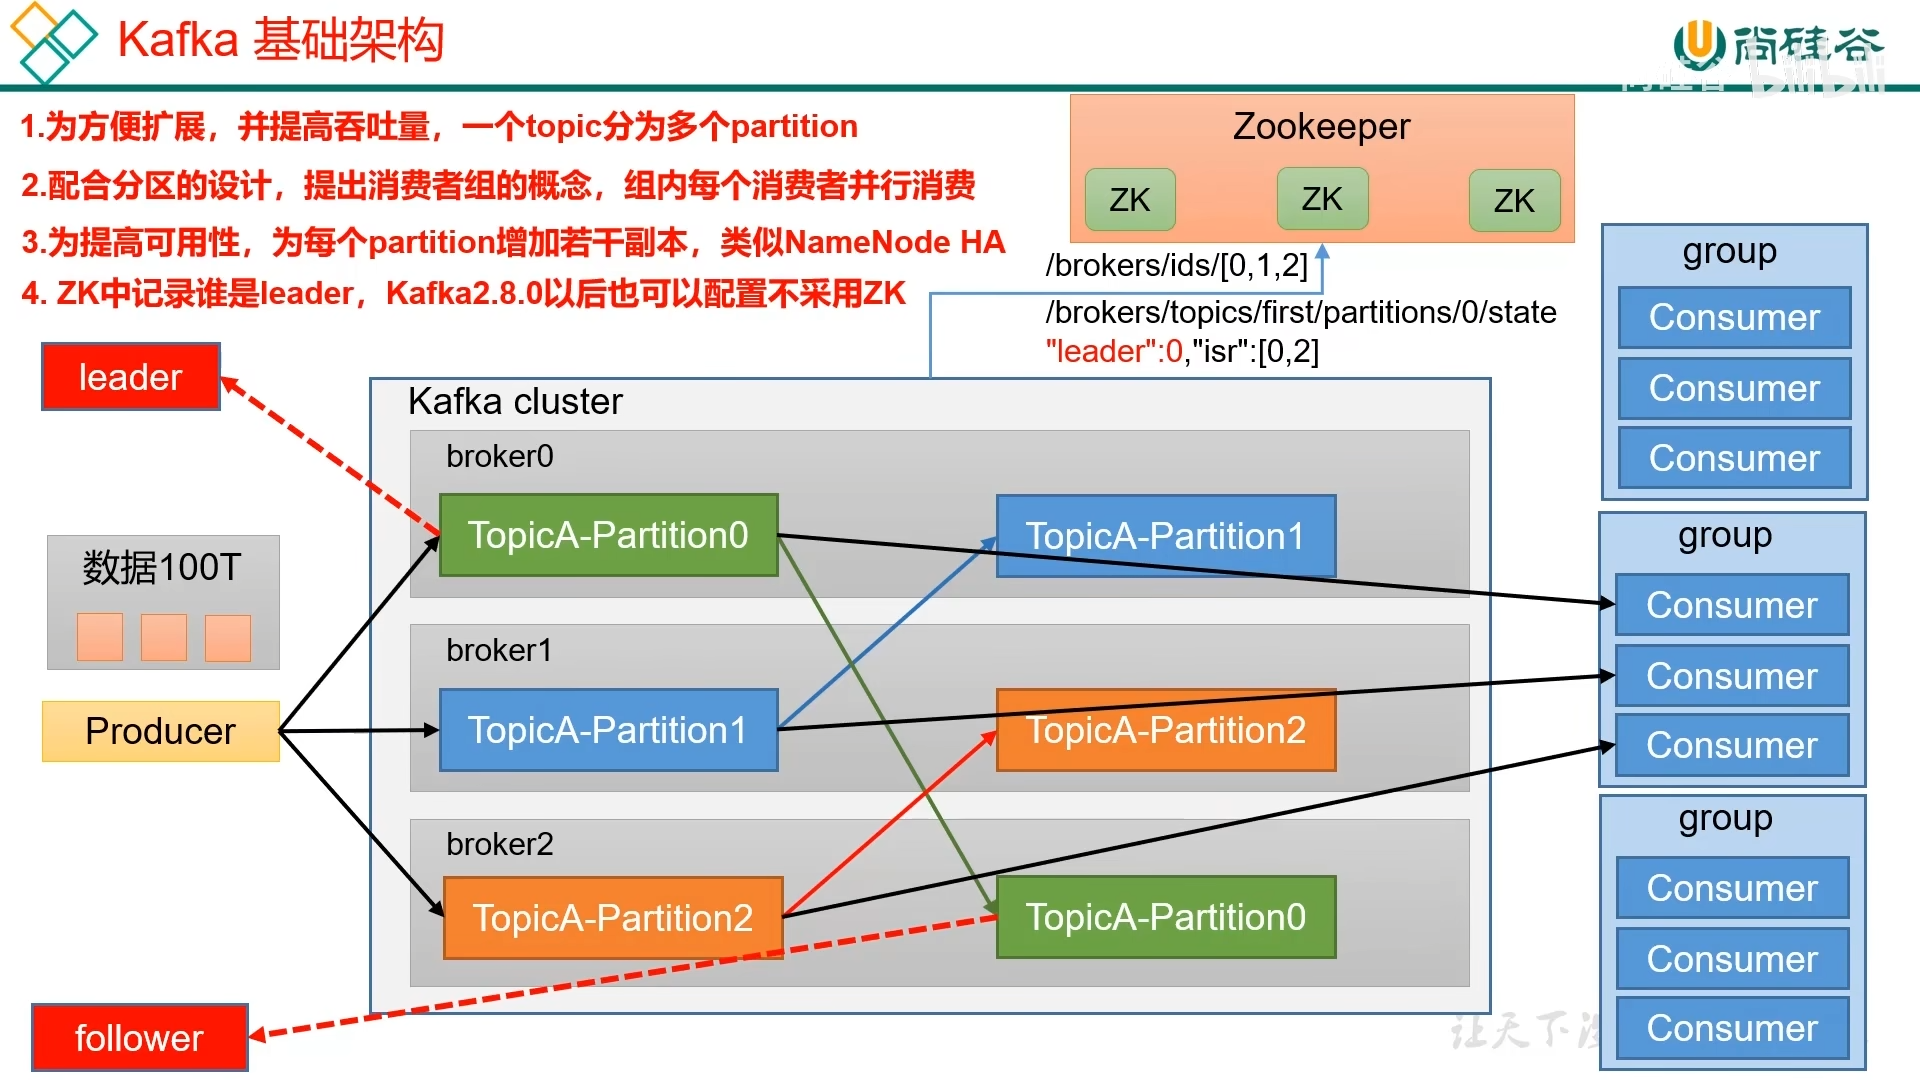 Kafka 基础架构
尚硅谷
bilibili
1.为方便扩展，并提高吞吐量，一个topic分为多个partition
2.配合分区的设计，提出消费者组的概念，组内每个消费者并行消费
3.为提高可用性，为每个partition增加若干副本，类似NameNode HA
4. ZK中记录谁是leader，Kafka2.8.0以后也可以配置不采用ZK
Zookeeper
ZK
ZK
ZK
/brokers/ids/[0,1,2]
/brokers/topics/first/partitions/0/state
"leader":0,"isr":[0,2]
leader
数据100T
Producer
follower
Kafka cluster
broker0
TopicA-Partition0
TopicA-Partition1
broker1
TopicA-Partition1
TopicA-Partition2
broker2
TopicA-Partition2
TopicA-Partition0
group
Consumer
Consumer
Consumer
group
Consumer
Consumer
Consumer
group
Consumer
Consumer
Consumer
让天下